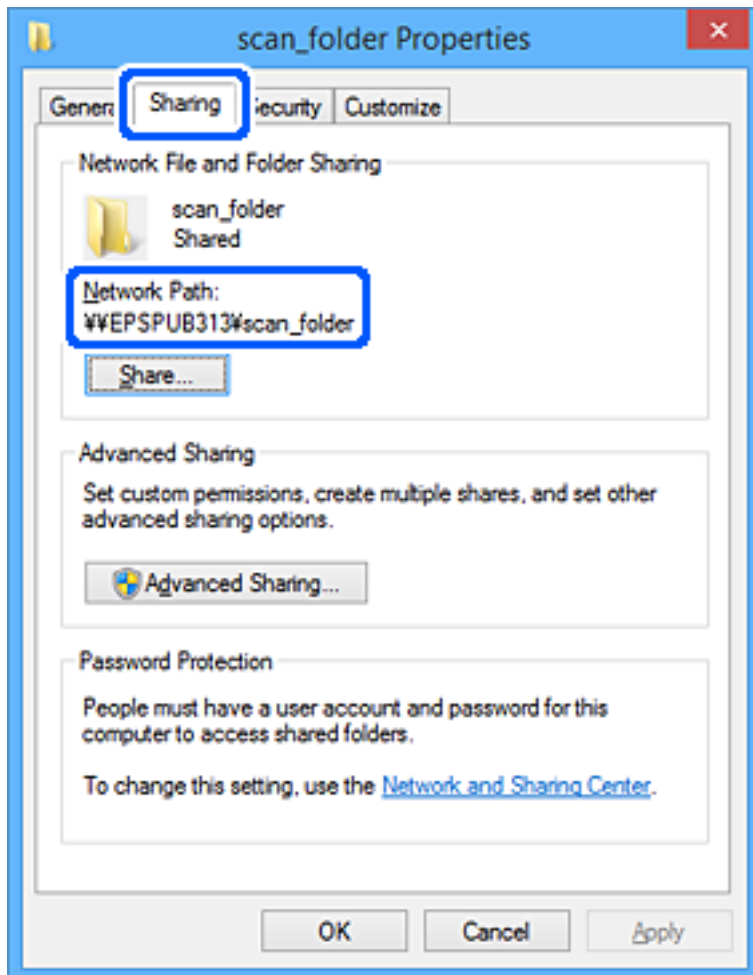 scan_folder Properties
Sharing
Customize
Network File and Folder Sharing
scan_folder
Shared
Network Path:
¥¥EPSPUB313¥scan_folder
Share...
Advanced Sharing
Set custom permissions, create multiple shares, and set other
advanced sharing options.
Advanced Sharing...
Password Protection
People must have a user account and password for this
computer to access shared folders.
To change this setting, use the Network and Sharing Center.
OK Cancel Apply